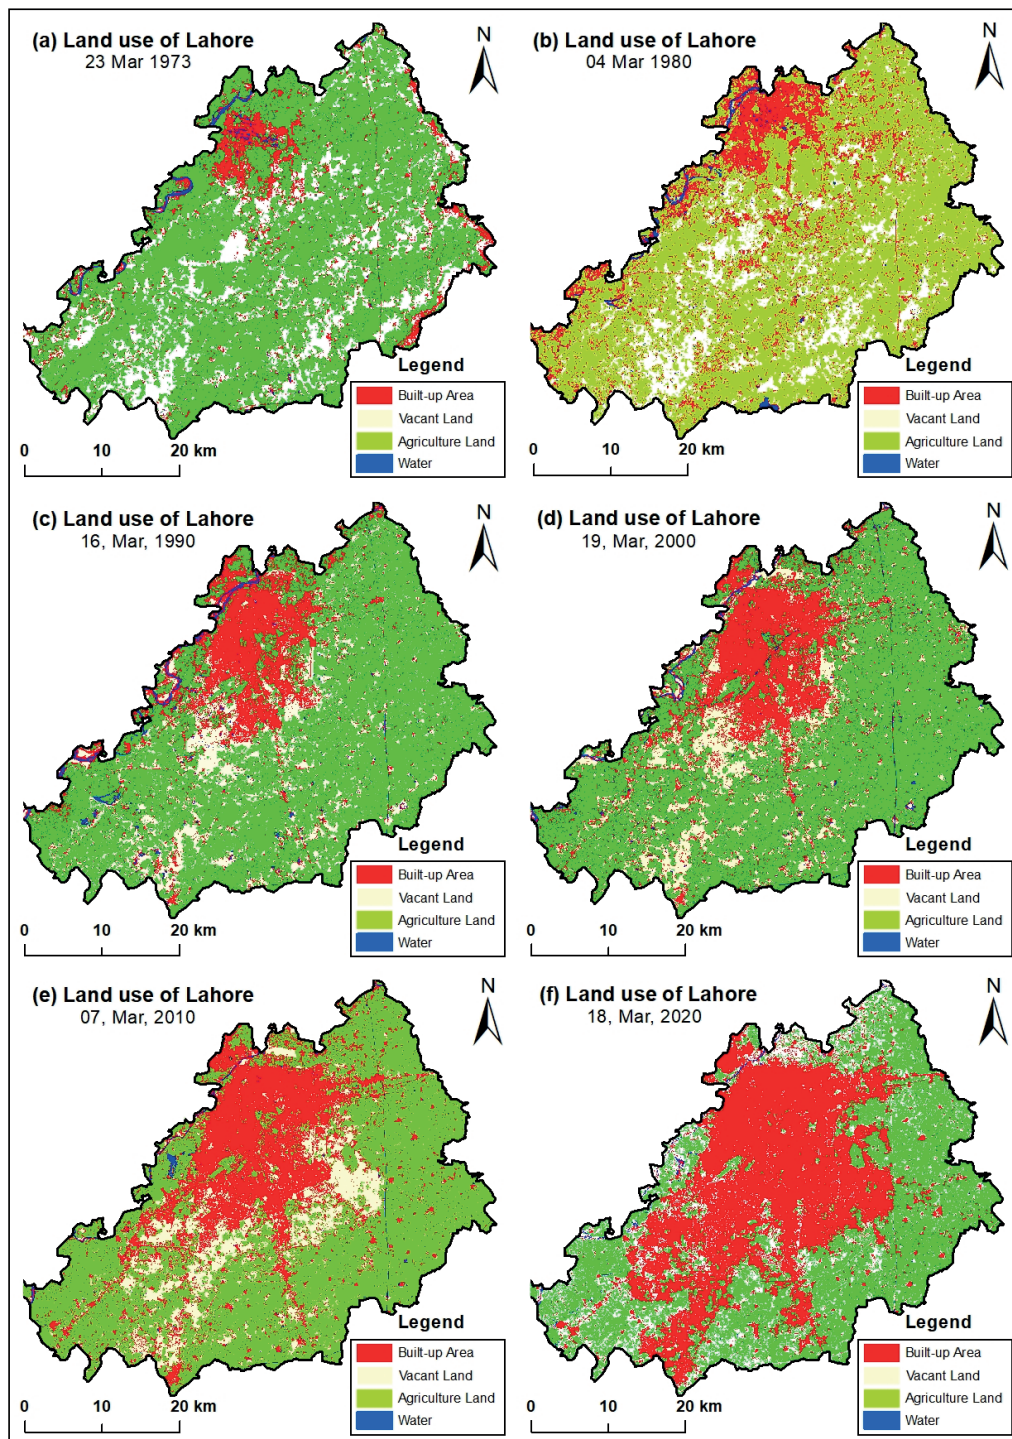 (a) Land use of Lahore
23 Mar 1973
N
Legend
Built-up Area
Vacant Land
Agriculture Land
Water
0 10 20 km
(b) Land use of Lahore
04 Mar 1980
N
Legend
Built-up Area
Vacant Land
Agriculture Land
Water
0 10 20 km
(c) Land use of Lahore
16, Mar, 1990
N
Legend
Built-up Area
Vacant Land
Agriculture Land
Water
0 10 20 km
(d) Land use of Lahore
19, Mar, 2000
N
Legend
Built-up Area
Vacant Land
Agriculture Land
Water
0 10 20 km
(e) Land use of Lahore
07, Mar, 2010
N
Legend
Built-up Area
Vacant Land
Agriculture Land
Water
0 10 20 km
(f) Land use of Lahore
18, Mar, 2020
N
Legend
Built-up Area
Vacant Land
Agriculture Land
Water
0 10 20 km